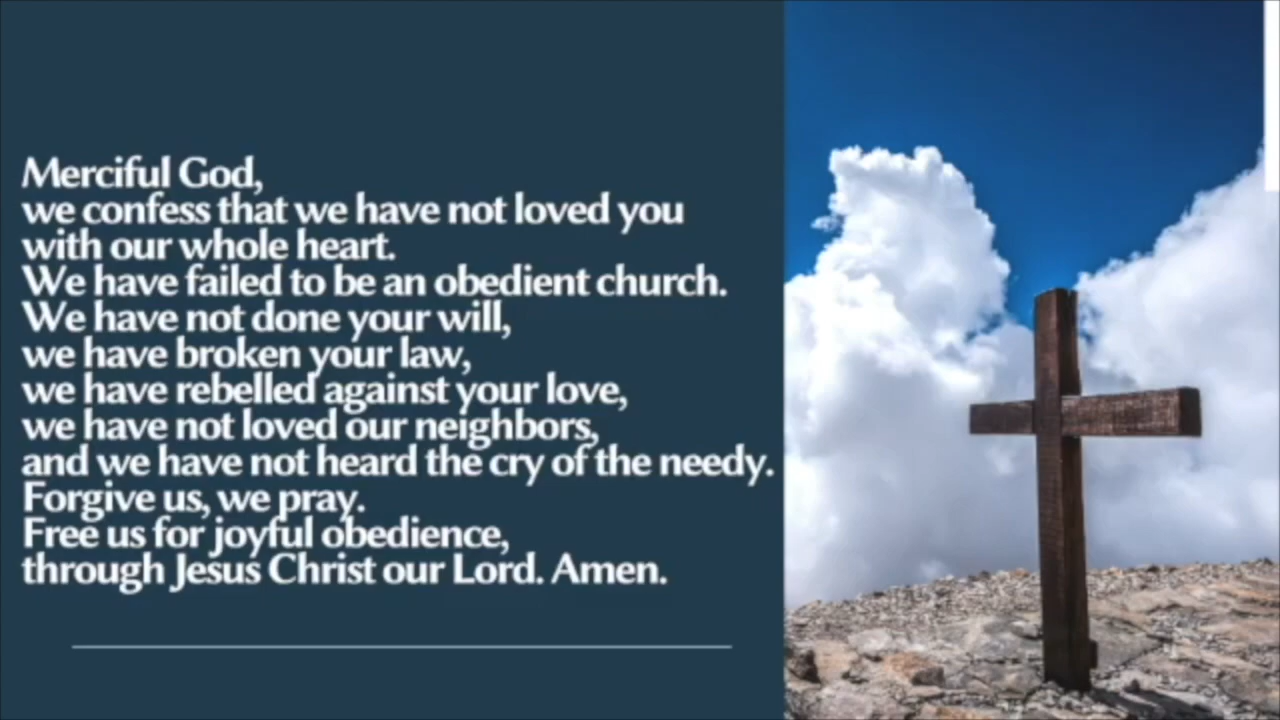 Merciful God,
we confess that we have not loved you
with our whole heart.
We have failed to be an obedient church.
We have not done your will,
we have broken your law,
we have rebelled against your love,
we have not loved our neighbors,
and we have not heard the cry of the needy.
Forgive us, we pray.
Free us for joyful obedience,
through Jesus Christ our Lord. Amen.